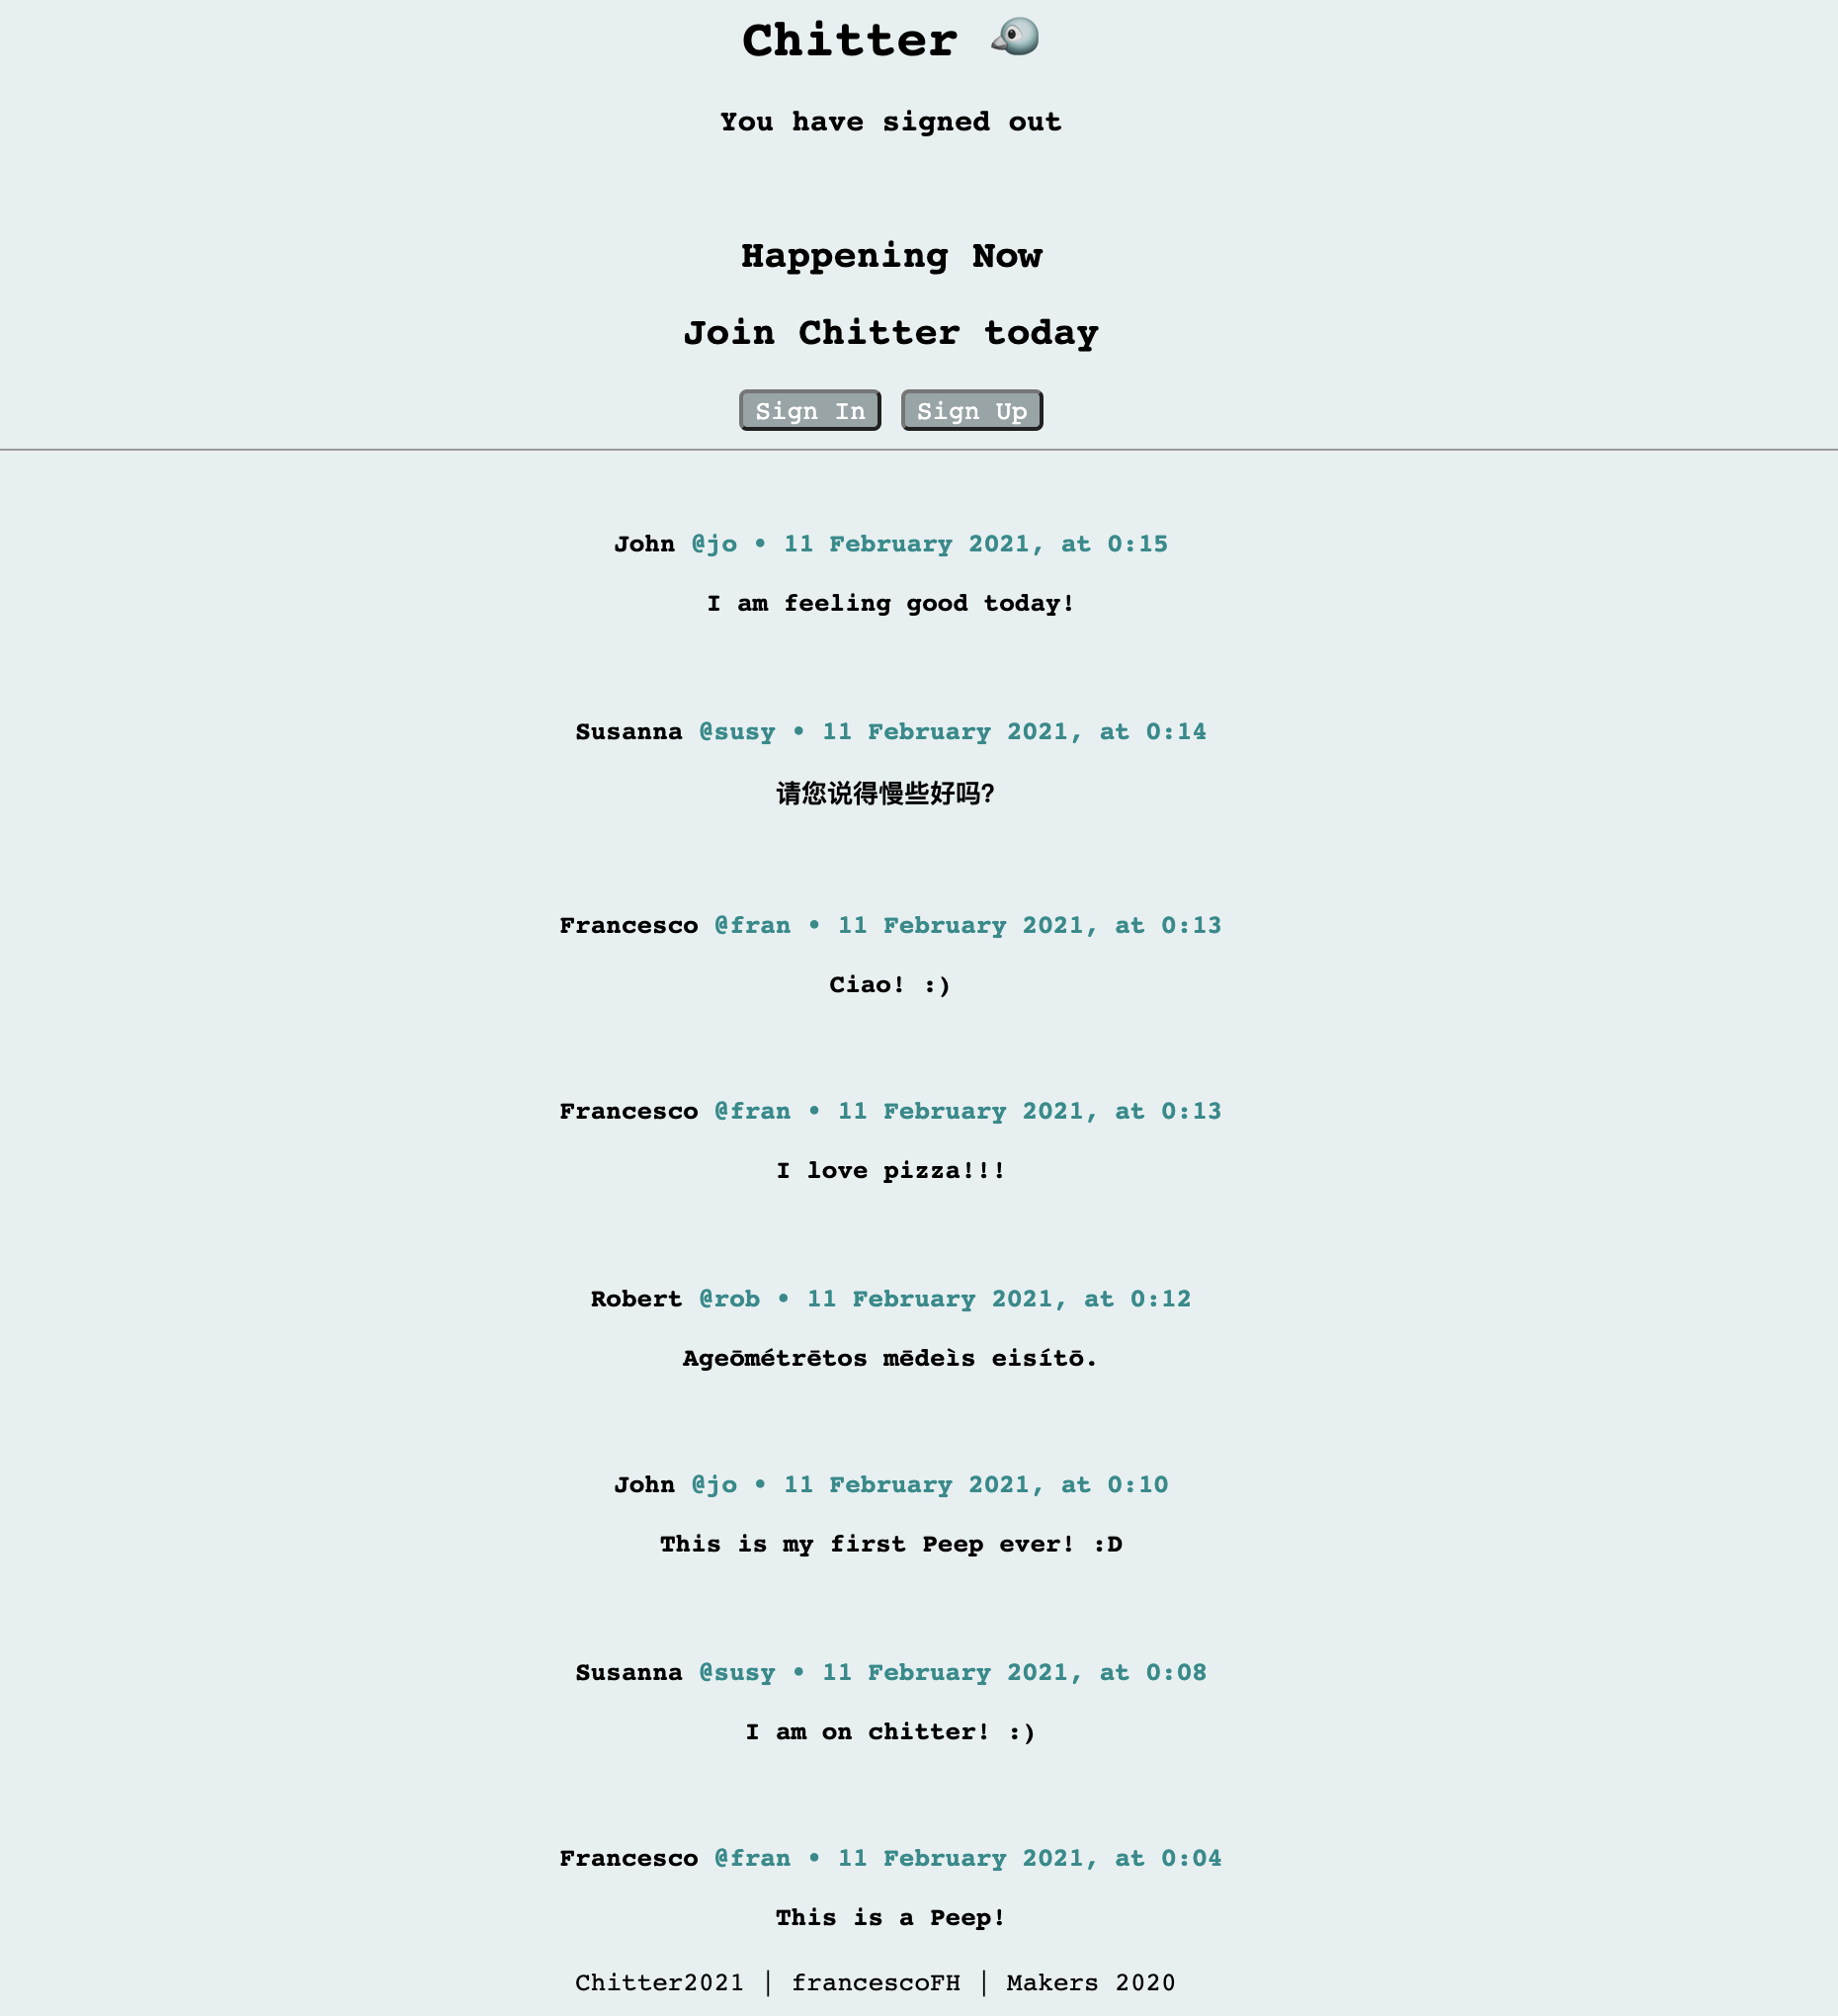 Chitter 🐦
You have signed out
Happening Now
Join Chitter today
Sign In Sign Up
John @jo • 11 February 2021, at 0:15
I am feeling good today!
Susanna @susy • 11 February 2021, at 0:14
请您说得慢些好吗?
Francesco @fran • 11 February 2021, at 0:13
Ciao! :)
Francesco @fran • 11 February 2021, at 0:13
I love pizza!!!
Robert @rob • 11 February 2021, at 0:12
Ageōmétrētos mēdeìs eisítō.
John @jo • 11 February 2021, at 0:10
This is my first Peep ever! :D
Susanna @susy • 11 February 2021, at 0:08
I am on chitter! :)
Francesco @fran • 11 February 2021, at 0:04
This is a Peep!
Chitter2021 | francescoFH | Makers 2020